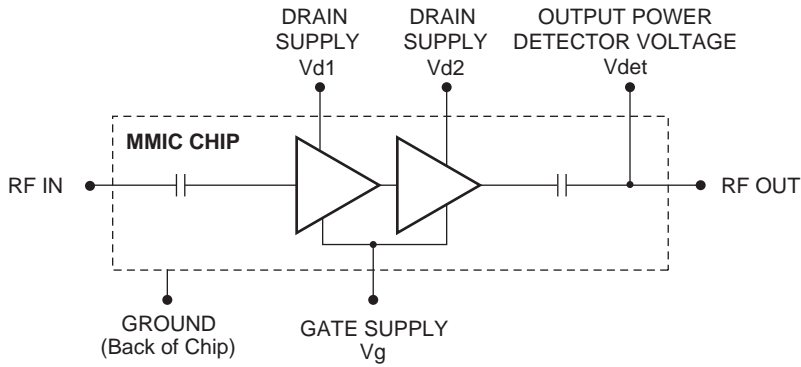 DRAIN
SUPPLY
Vd1
DRAIN
SUPPLY
Vd2
OUTPUT POWER
DETECTOR VOLTAGE
Vdet
MMIC CHIP
RF IN
RF OUT
GROUND
(Back of Chip)
GATE SUPPLY
Vg